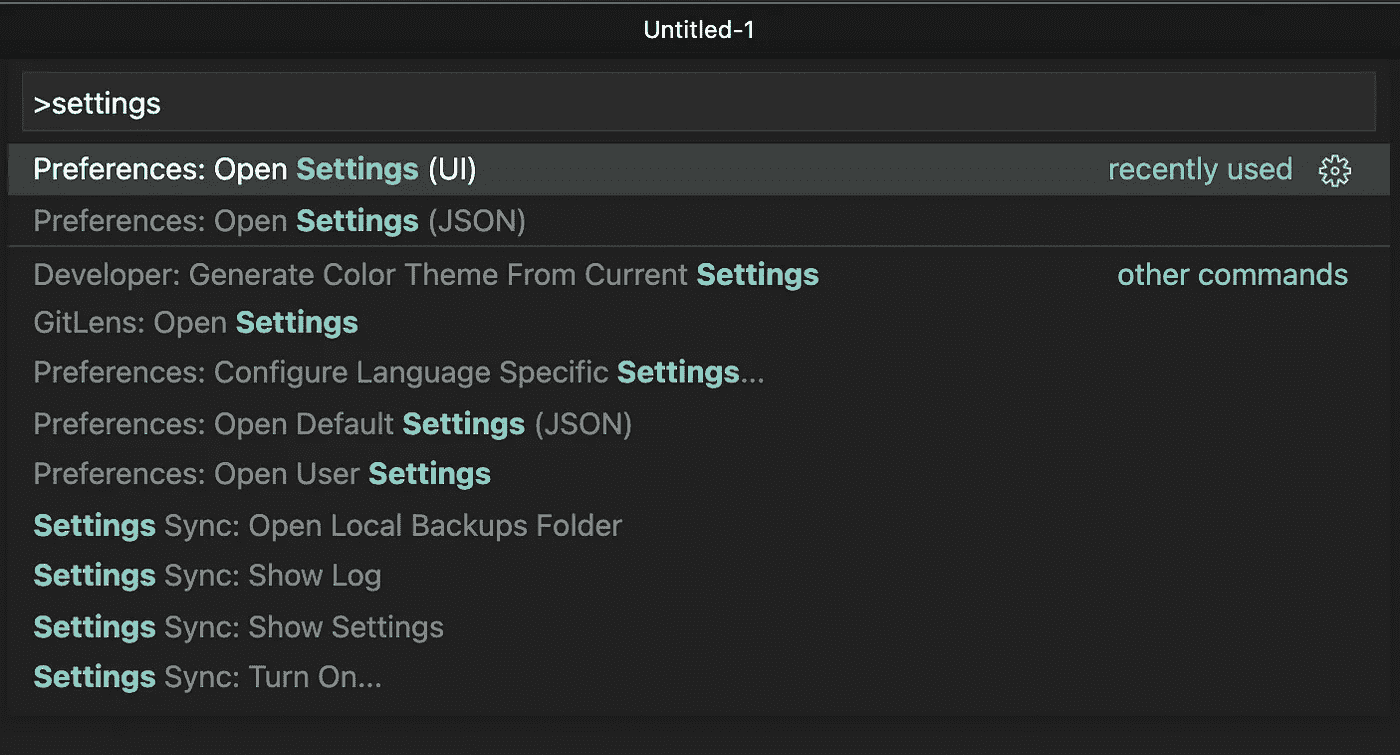 Untitled-1
>settings
Preferences: Open Settings (UI) recently used
Preferences: Open Settings (JSON)
Developer: Generate Color Theme From Current Settings other commands
GitLens: Open Settings
Preferences: Configure Language Specific Settings...
Preferences: Open Default Settings (JSON)
Preferences: Open User Settings
Settings Sync: Open Local Backups Folder
Settings Sync: Show Log
Settings Sync: Show Settings
Settings Sync: Turn On...